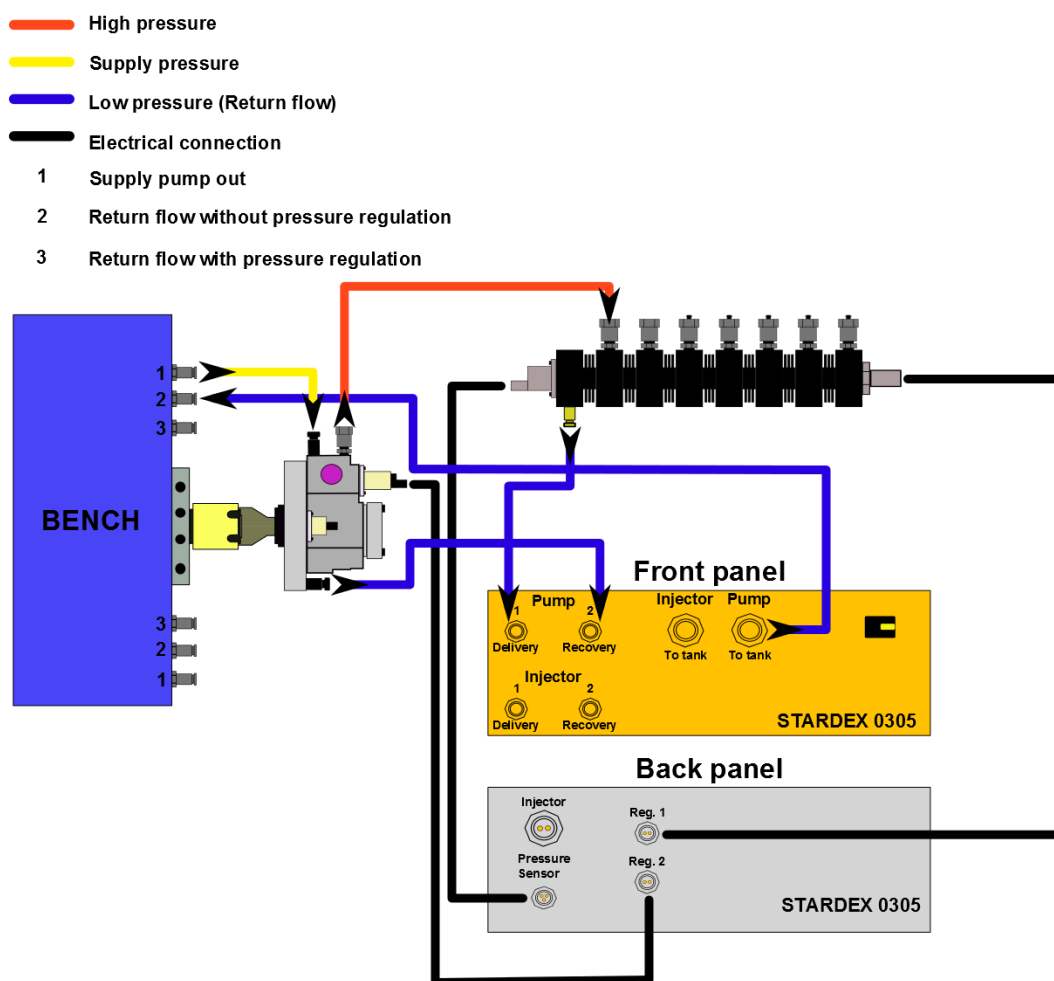 High pressure
Supply pressure
Low pressure (Return flow)
Electrical connection
1 Supply pump out
2 Return flow without pressure regulation
3 Return flow with pressure regulation
1
2
3
BENCH
3
2
1
Front panel
Pump
1
2
Delivery
Recovery
Injector
To tank
Pump
To tank
Injector
1
2
Delivery
Recovery
STARDEX 0305
Back panel
Injector
Reg. 1
Pressure
Sensor
Reg. 2
STARDEX 0305